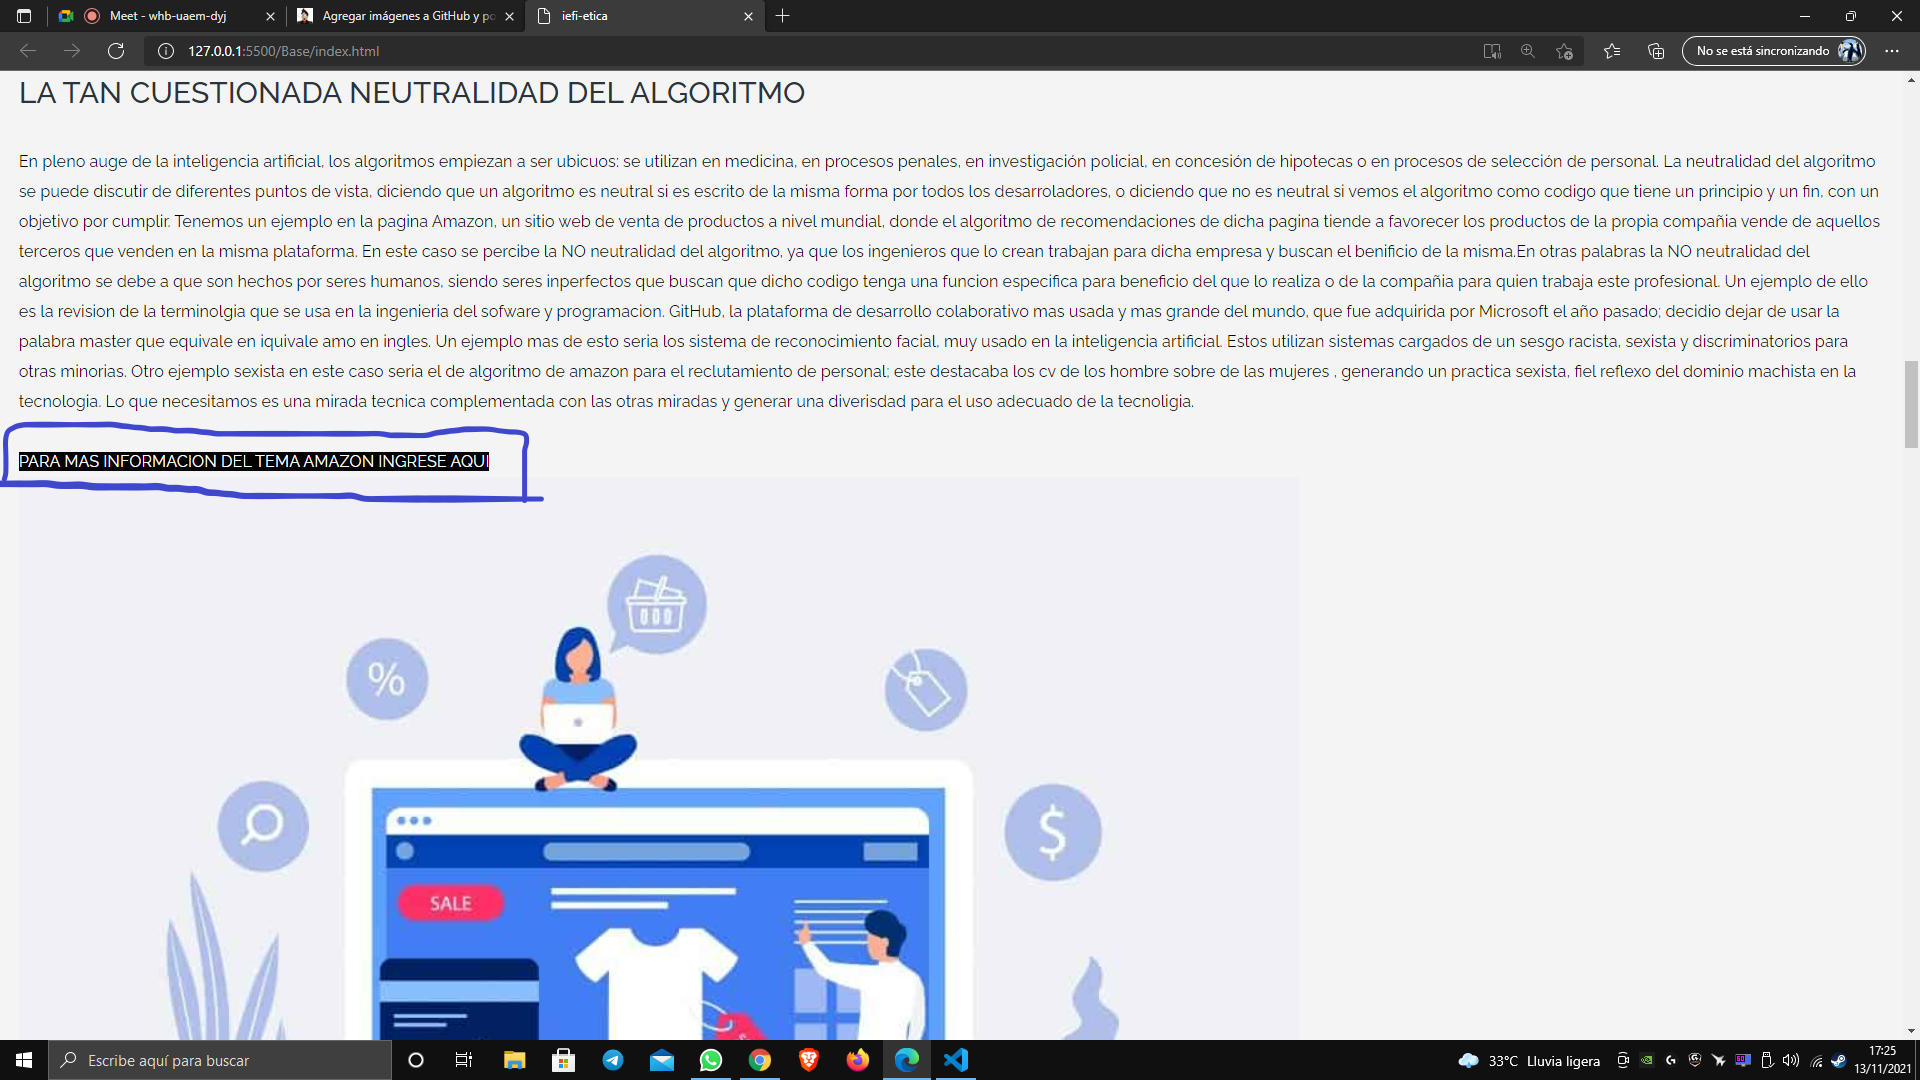 Meet - whb-uaem-dyj
Agregar imágenes a GitHub y po
iefi-etica
127.0.0.1:5500/Base/index.html
No se está sincronizando
LA TAN CUESTIONADA NEUTRALIDAD DEL ALGORITMO
En pleno auge de la inteligencia artificial, los algoritmos empiezan a ser ubicuos: se utilizan en medicina, en procesos penales, en investigación policial, en concesión de hipotecas o en procesos de selección de personal. La neutralidad del algoritmo
se puede discutir de diferentes puntos de vista, diciendo que un algoritmo es neutral si es escrito de la misma forma por todos los desarroladores, o diciendo que no es neutral si vemos el algoritmo como codigo que tiene un principio y un fin, con un
objetivo por cumplir. Tenemos un ejemplo en la pagina Amazon, un sitio web de venta de productos a nivel mundial, donde el algoritmo de recomendaciones de dicha pagina tiende a favorecer los productos de la propia compañia vende de aquellos
terceros que venden en la misma plataforma. En este caso se percibe la NO neutralidad del algoritmo, ya que los ingenieros que lo crean trabajan para dicha empresa y buscan el benificio de la misma.En otras palabras la NO neutralidad del
algoritmo se debe a que son hechos por seres humanos, siendo seres inperfectos que buscan que dicho codigo tenga una funcion especifica para beneficio del que lo realiza o de la compañia para quien trabaja este profesional. Un ejemplo de ello
es la revision de la terminolgia que se usa en la ingenieria del sofware y programacion. GitHub, la plataforma de desarrollo colaborativo mas usada y mas grande del mundo, que fue adquirida por Microsoft el año pasado; decidio dejar de usar la
palabra master que equivale en iquivale amo en ingles. Un ejemplo mas de esto seria los sistema de reconocimiento facial, muy usado en la inteligencia artificial. Estos utilizan sistemas cargados de un sesgo racista, sexista y discriminatorios para
otras minorias. Otro ejemplo sexista en este caso seria el de algoritmo de amazon para el reclutamiento de personal; este destacaba los cv de los hombre sobre de las mujeres , generando un practica sexista, fiel reflexo del dominio machista en la
tecnologia. Lo que necesitamos es una mirada tecnica complementada con las otras miradas y generar una diverisdad para el uso adecuado de la tecnoligia.
PARA MAS INFORMACION DEL TEMA AMAZON INGRESE AQUI
%
$
SALE
Escribe aquí para buscar
33°C Lluvia ligera
17:25
13/11/2021